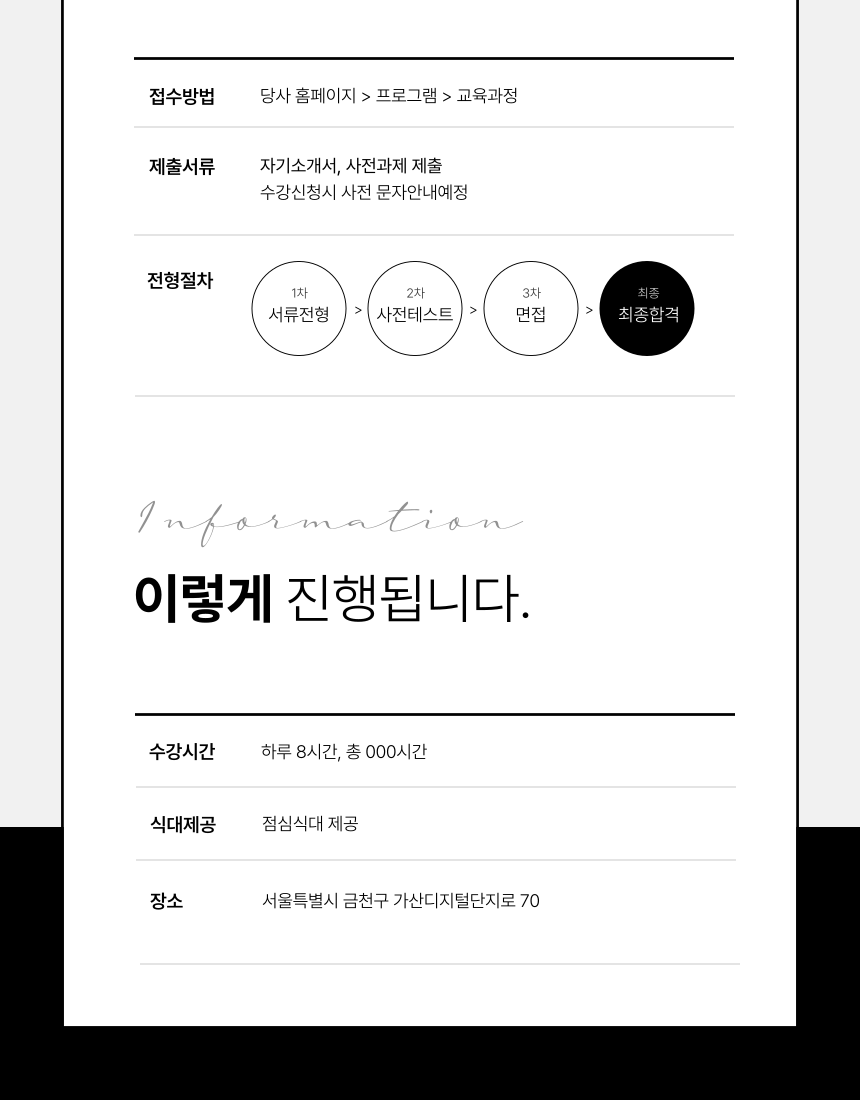 접수방법 당사 홈페이지 > 프로그램 > 교육과정
제출서류 자기소개서, 사전과제 제출
수강신청시 사전 문자안내예정
전형절차
1차 2차 3차 최종
서류전형 > 사전테스트 > 면접 > 최종합격
Information
이렇게 진행됩니다.
수강시간 하루 8시간, 총 000시간
식대제공 점심식대 제공
장소 서울특별시 금천구 가산디지털단지로 70